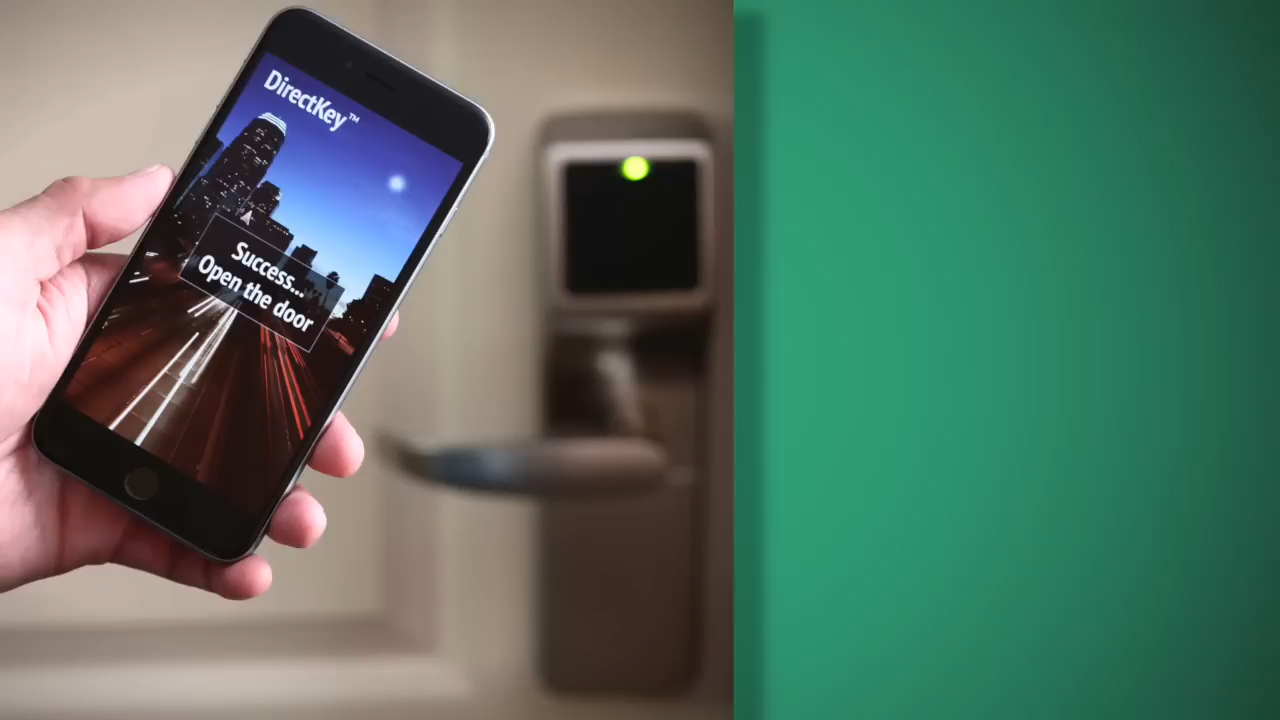 DirectKey™
Success...
Open the door